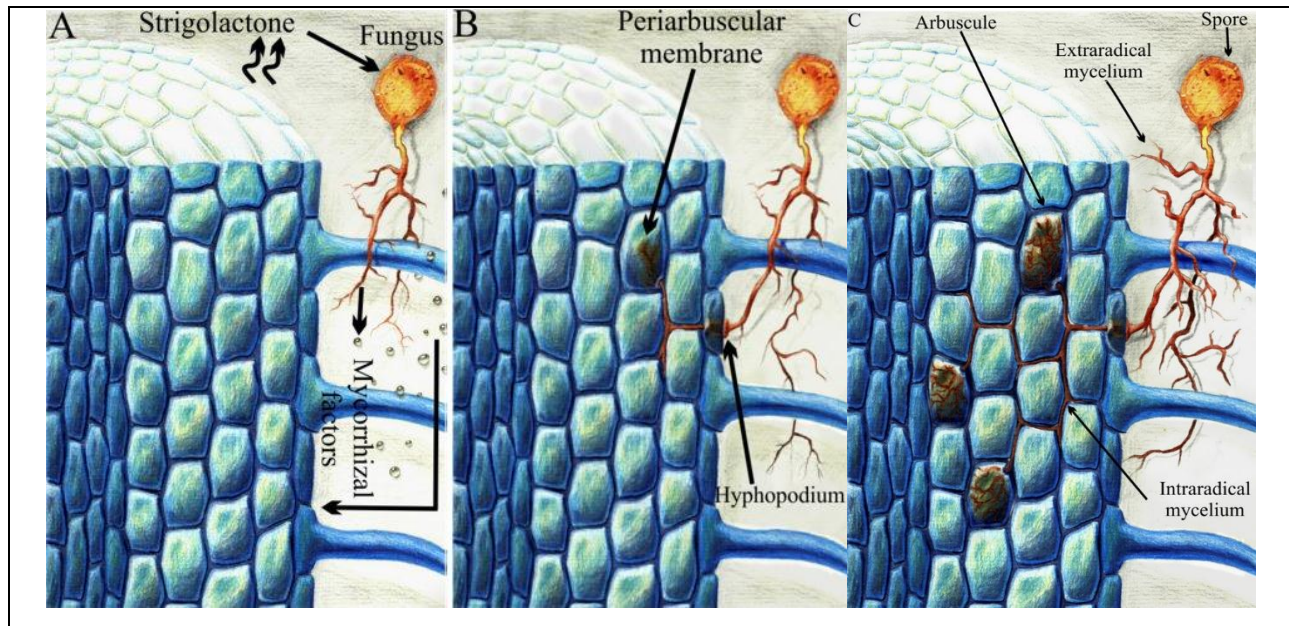 A
Strigolactone
Fungus
Mycorrhizal
factors
B
Periarbuscular
membrane
Hyphopodium
C
Arbuscule
Spore
Extraradical
mycelium
Intraradical
mycelium